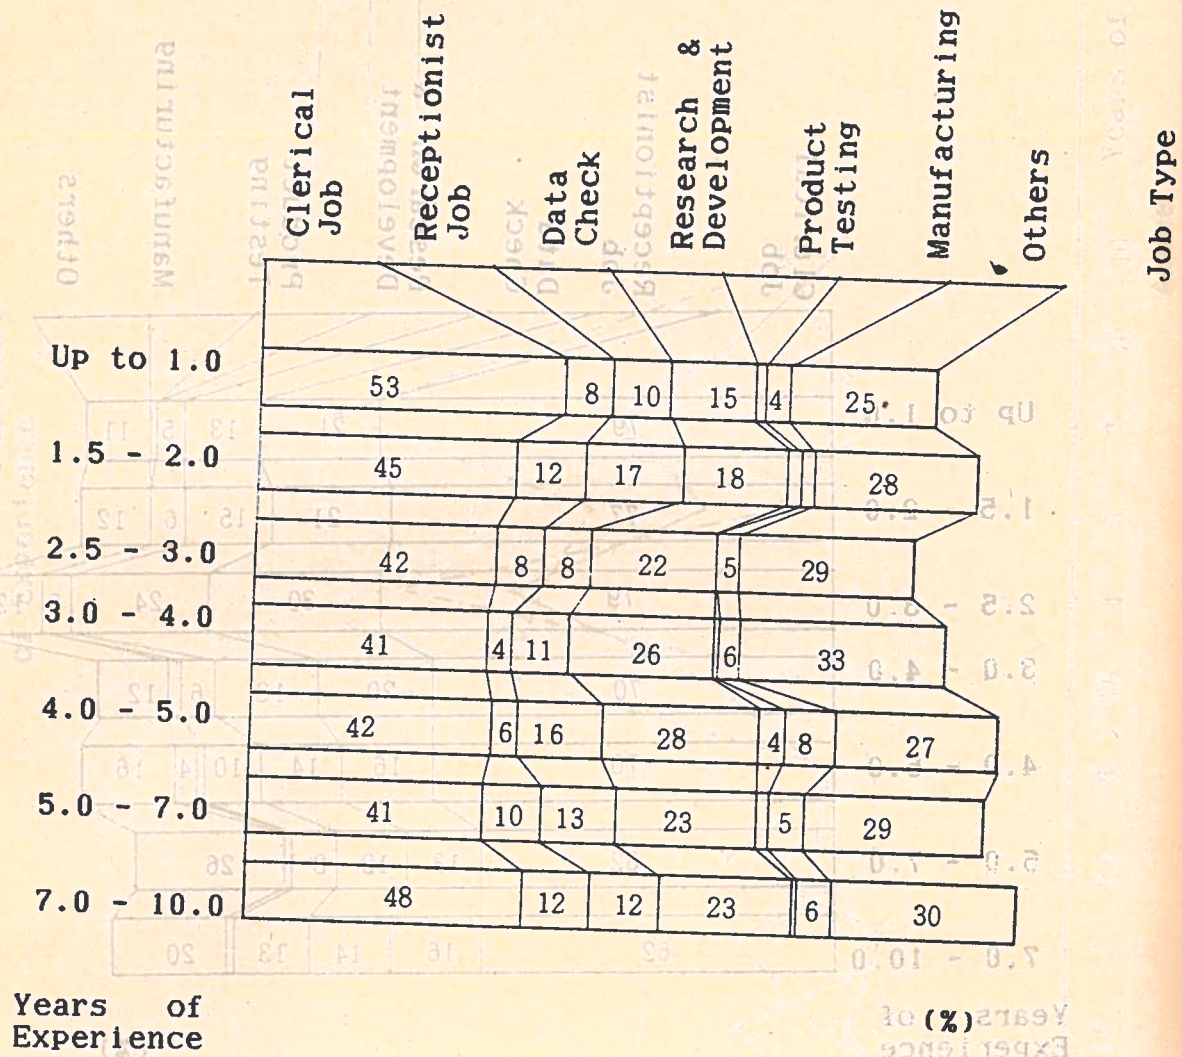 Clerical
Job
Receptionist
Job
Data
Check
Research &
Development
Product
Testing
Manufacturing
Others
Job Type
Up to 1.0
53 8 10 15 4 25
1.5 - 2.0
45 12 17 18 28
2.5 - 3.0
42 8 8 22 5 29
3.0 - 4.0
41 4 11 26 6 33
4.0 - 5.0
42 6 16 28 4 8 27
5.0 - 7.0
41 10 13 23 5 29
7.0 - 10.0
48 12 12 23 6 30
Years of
Experience
(%)